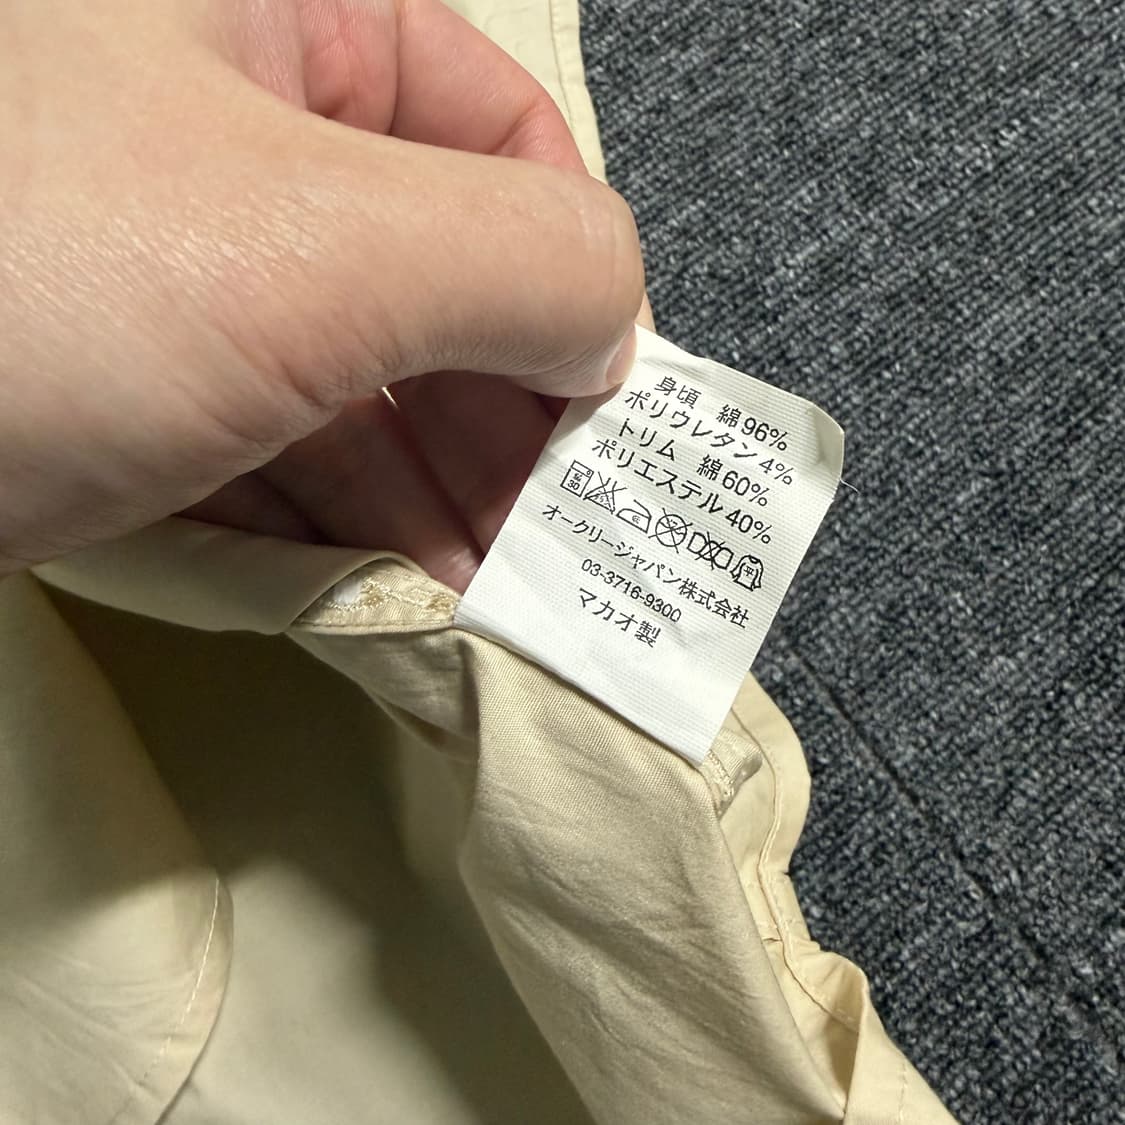 身頃 綿96%
ポリウレタン4%
トリム 綿60%
ポリエステル40%
オークリージャパン株式会社
03-3716-9300
マカオ製